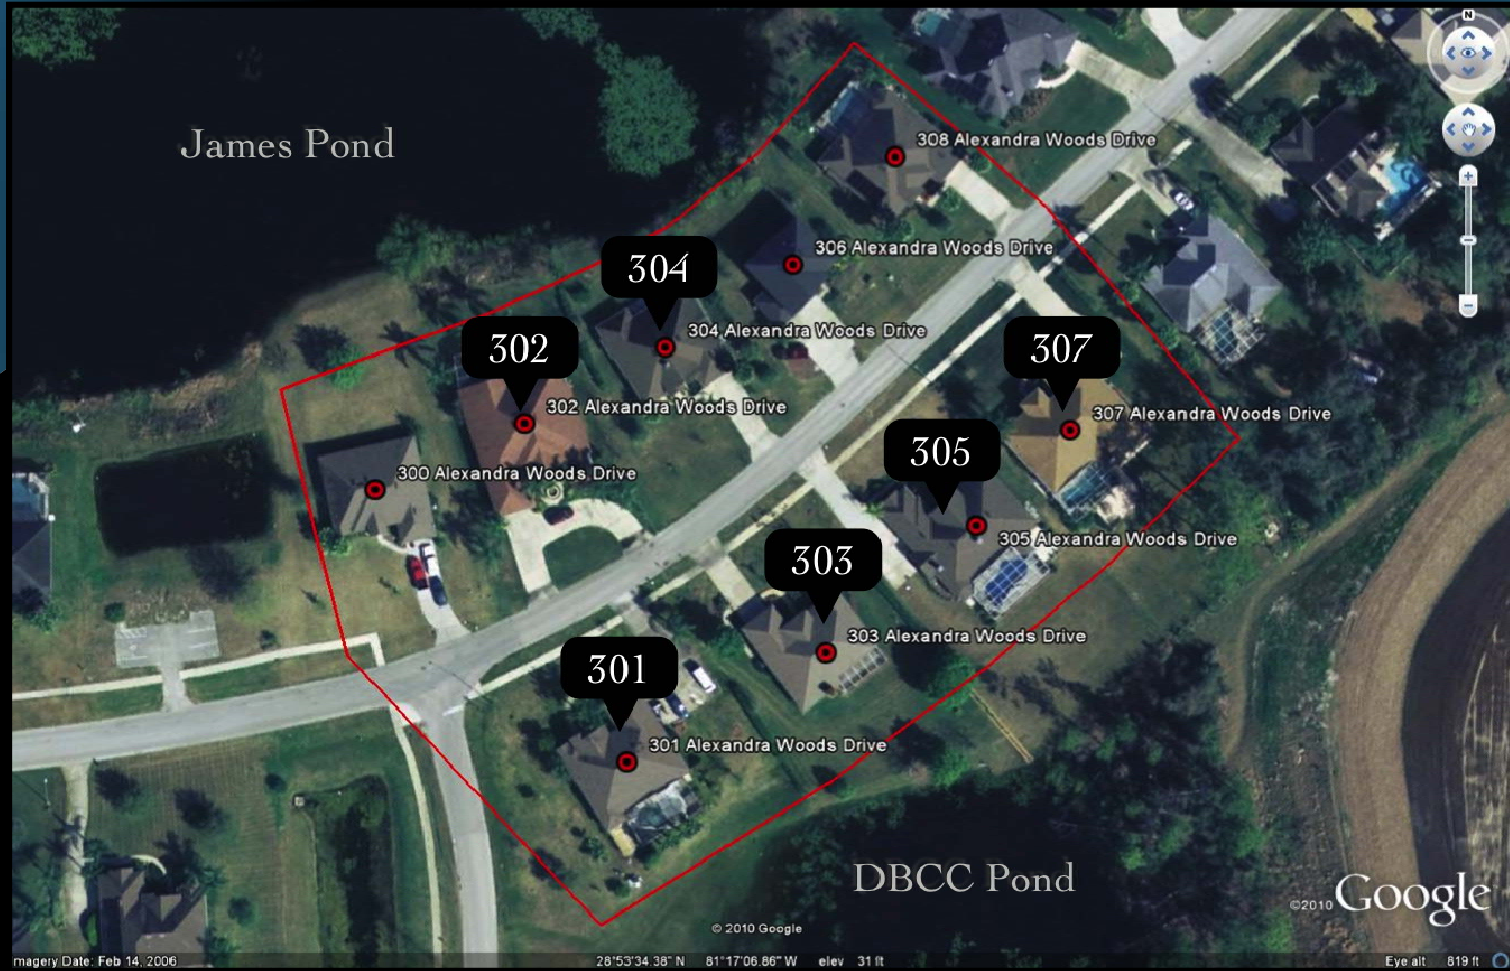 N
James Pond
308 Alexandra Woods Drive
306 Alexandra Woods Drive
304
304 Alexandra Woods Drive
302
302 Alexandra Woods Drive
307
307 Alexandra Woods Drive
300 Alexandra Woods Drive
305
305 Alexandra Woods Drive
303
303 Alexandra Woods Drive
301
301 Alexandra Woods Drive
DBCC Pond
©2010 Google
© 2010 Google
magery Date: Feb 14, 2006 28°53'34.38" N 81°17'06.86" W elev 31 ft Eye alt 819 ft